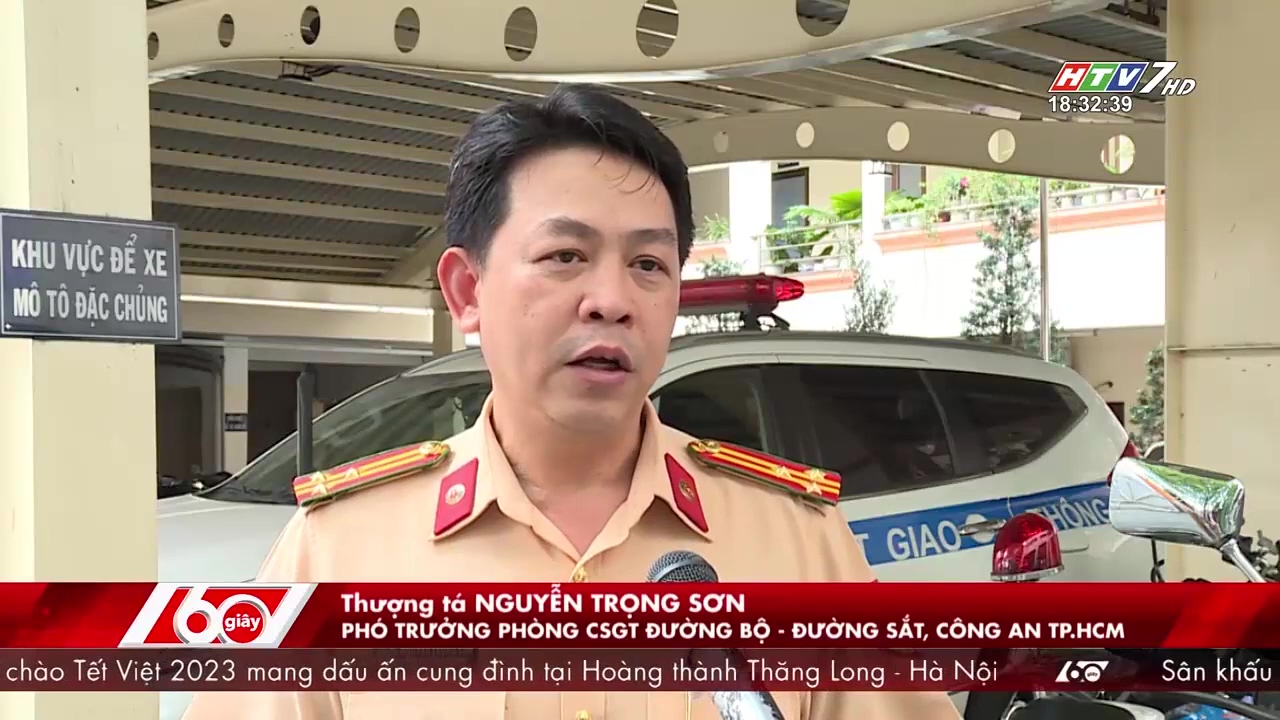 HTV7 HD
18:32:39
KHU VỰC ĐỂ XE
MÔ TÔ ĐẶC CHỦNG
GIAO THÔNG
60 giây
Thượng tá NGUYỄN TRỌNG SƠN
PHÓ TRƯỞNG PHÒNG CSGT ĐƯỜNG BỘ - ĐƯỜNG SẮT, CÔNG AN TP.HCM
chào Tết Việt 2023 mang dấu ấn cung đình tại Hoàng thành Thăng Long - Hà Nội 60 giây Sân khấu